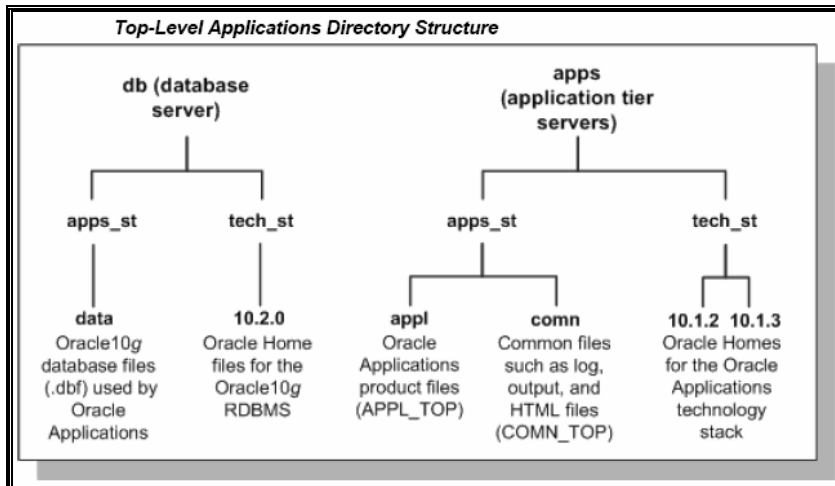 Top-Level Applications Directory Structure
db (database
server)
apps
(application tier
servers)
apps_st
tech_st
apps_st
tech_st
data
Oracle10g
database files
(.dbf) used by
Oracle
Applications
10.2.0
Oracle Home
files for the
Oracle10g
RDBMS
appl
Oracle
Applications
product files
(APPL_TOP)
comn
Common files
such as log,
output, and
HTML files
(COMN_TOP)
10.1.2 10.1.3
Oracle Homes
for the Oracle
Applications
technology
stack